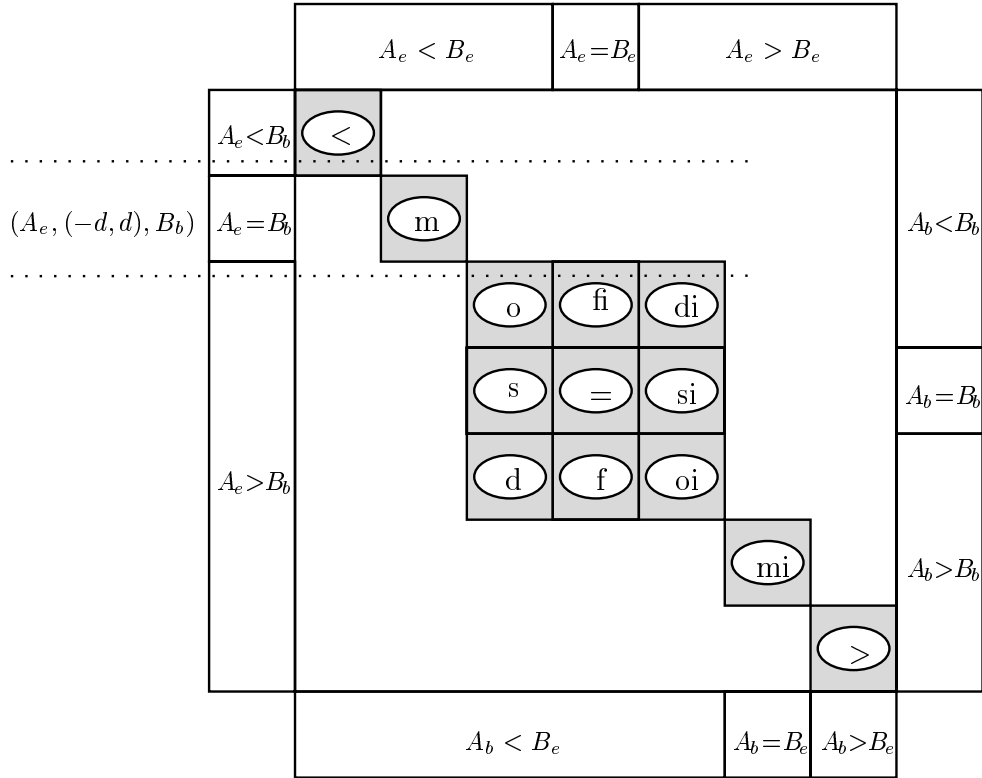 A_e < B_e A_e=B_e A_e > B_e
A_e<B_b <
(A_e, (−d, d), B_b) A_e=B_b m A_b<B_b
o fi di
s = si A_b=B_b
A_e>B_b d f oi
mi A_b>B_b
>
A_b < B_e A_b=B_e A_b>B_e